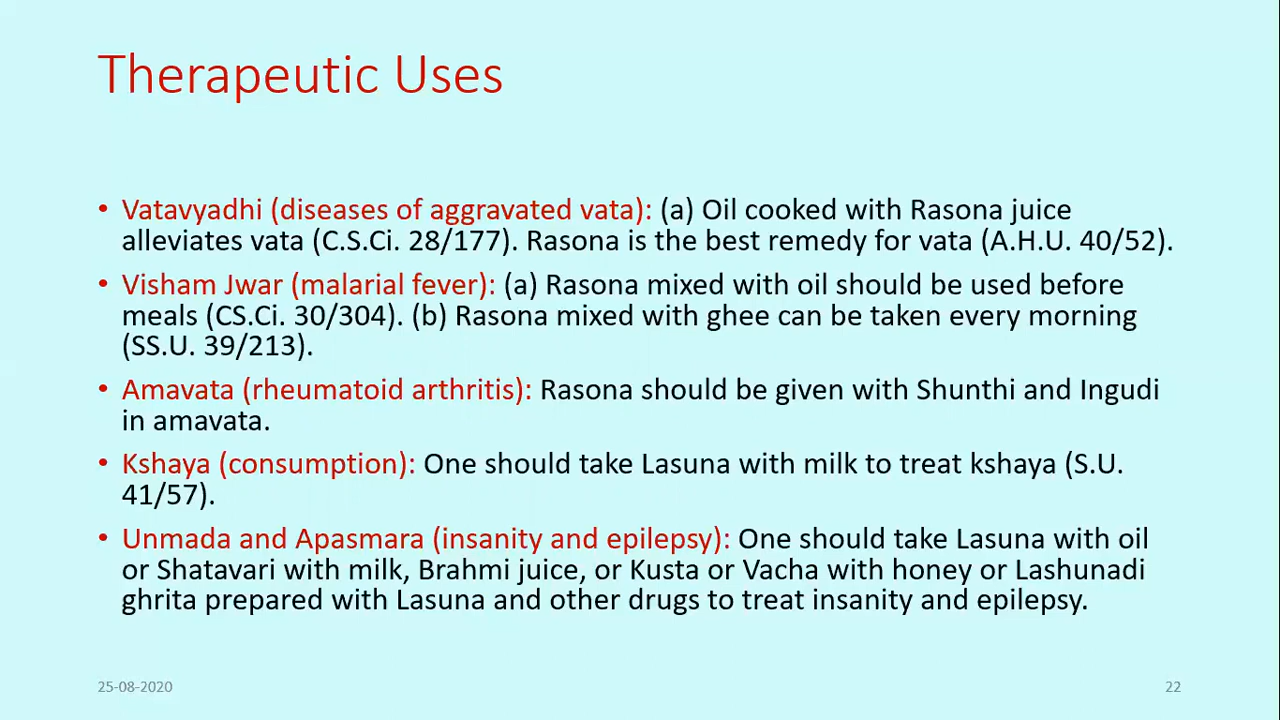 Therapeutic Uses
• Vatavyadhi (diseases of aggravated vata): (a) Oil cooked with Rasona juice
alleviates vata (C.S.Ci. 28/177). Rasona is the best remedy for vata (A.H.U. 40/52).
• Visham Jwar (malarial fever): (a) Rasona mixed with oil should be used before
meals (CS.Ci. 30/304). (b) Rasona mixed with ghee can be taken every morning
(SS.U. 39/213).
• Amavata (rheumatoid arthritis): Rasona should be given with Shunthi and Ingudi
in amavata.
• Kshaya (consumption): One should take Lasuna with milk to treat kshaya (S.U.
41/57).
• Unmada and Apasmara (insanity and epilepsy): One should take Lasuna with oil
or Shatavari with milk, Brahmi juice, or Kusta or Vacha with honey or Lashunadi
ghrita prepared with Lasuna and other drugs to treat insanity and epilepsy.
25-08-2020
22